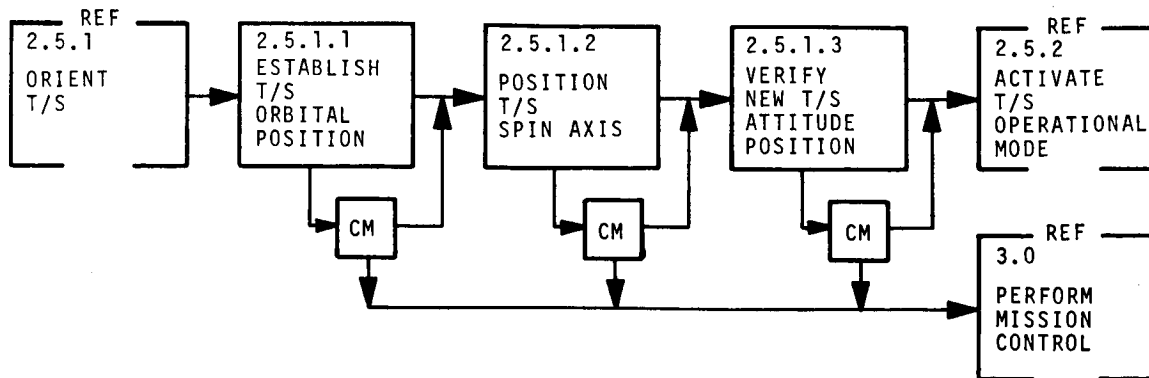 REF
2.5.1
ORIENT
T/S
2.5.1.1
ESTABLISH
T/S
ORBITAL
POSITION
2.5.1.2
POSITION
T/S
SPIN AXIS
2.5.1.3
VERIFY
NEW T/S
ATTITUDE
POSITION
REF
2.5.2
ACTIVATE
T/S
OPERATIONAL
MODE
CM
CM
CM
REF
3.0
PERFORM
MISSION
CONTROL